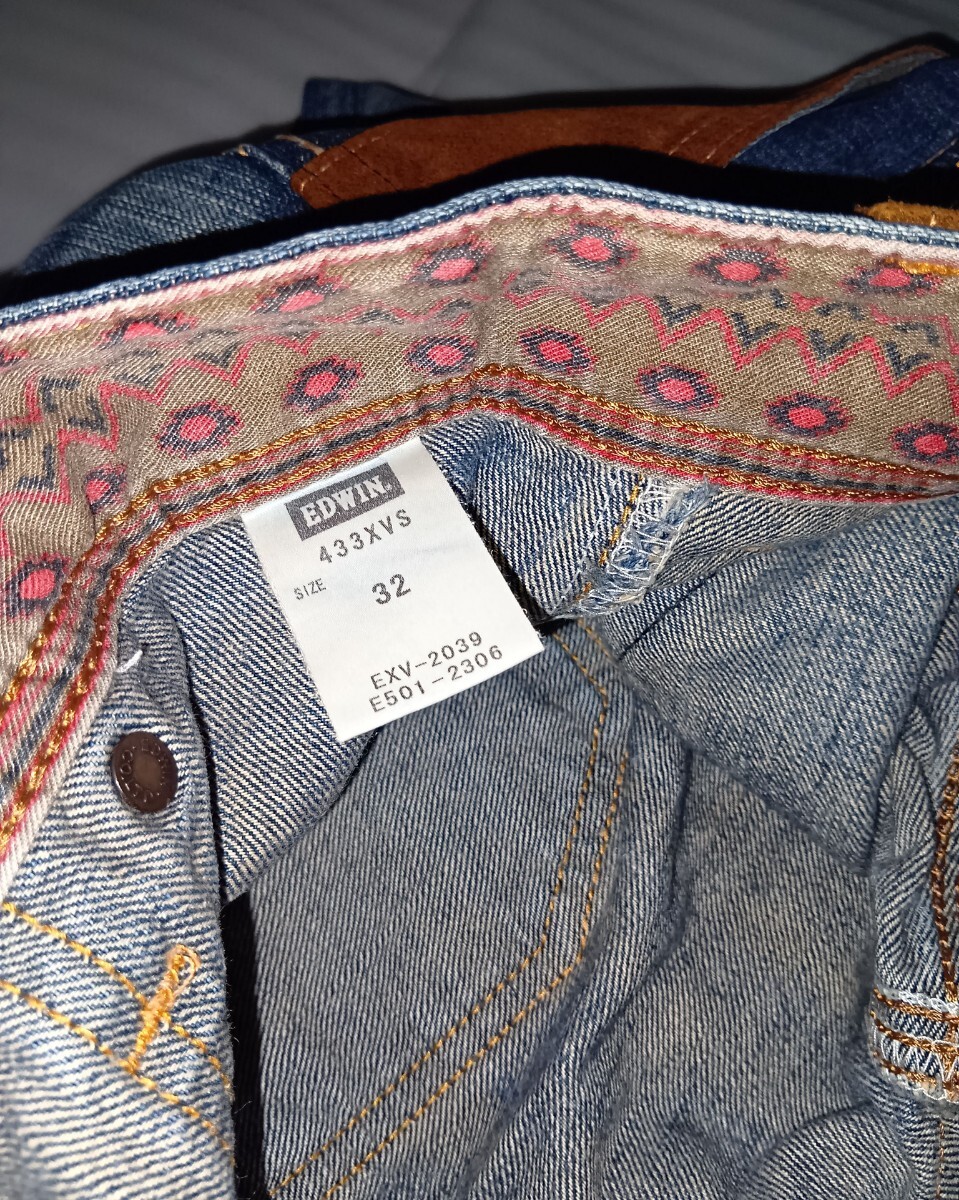 EDWIN.
433XVS
SIZE 32
EXV-2039
E501-2306